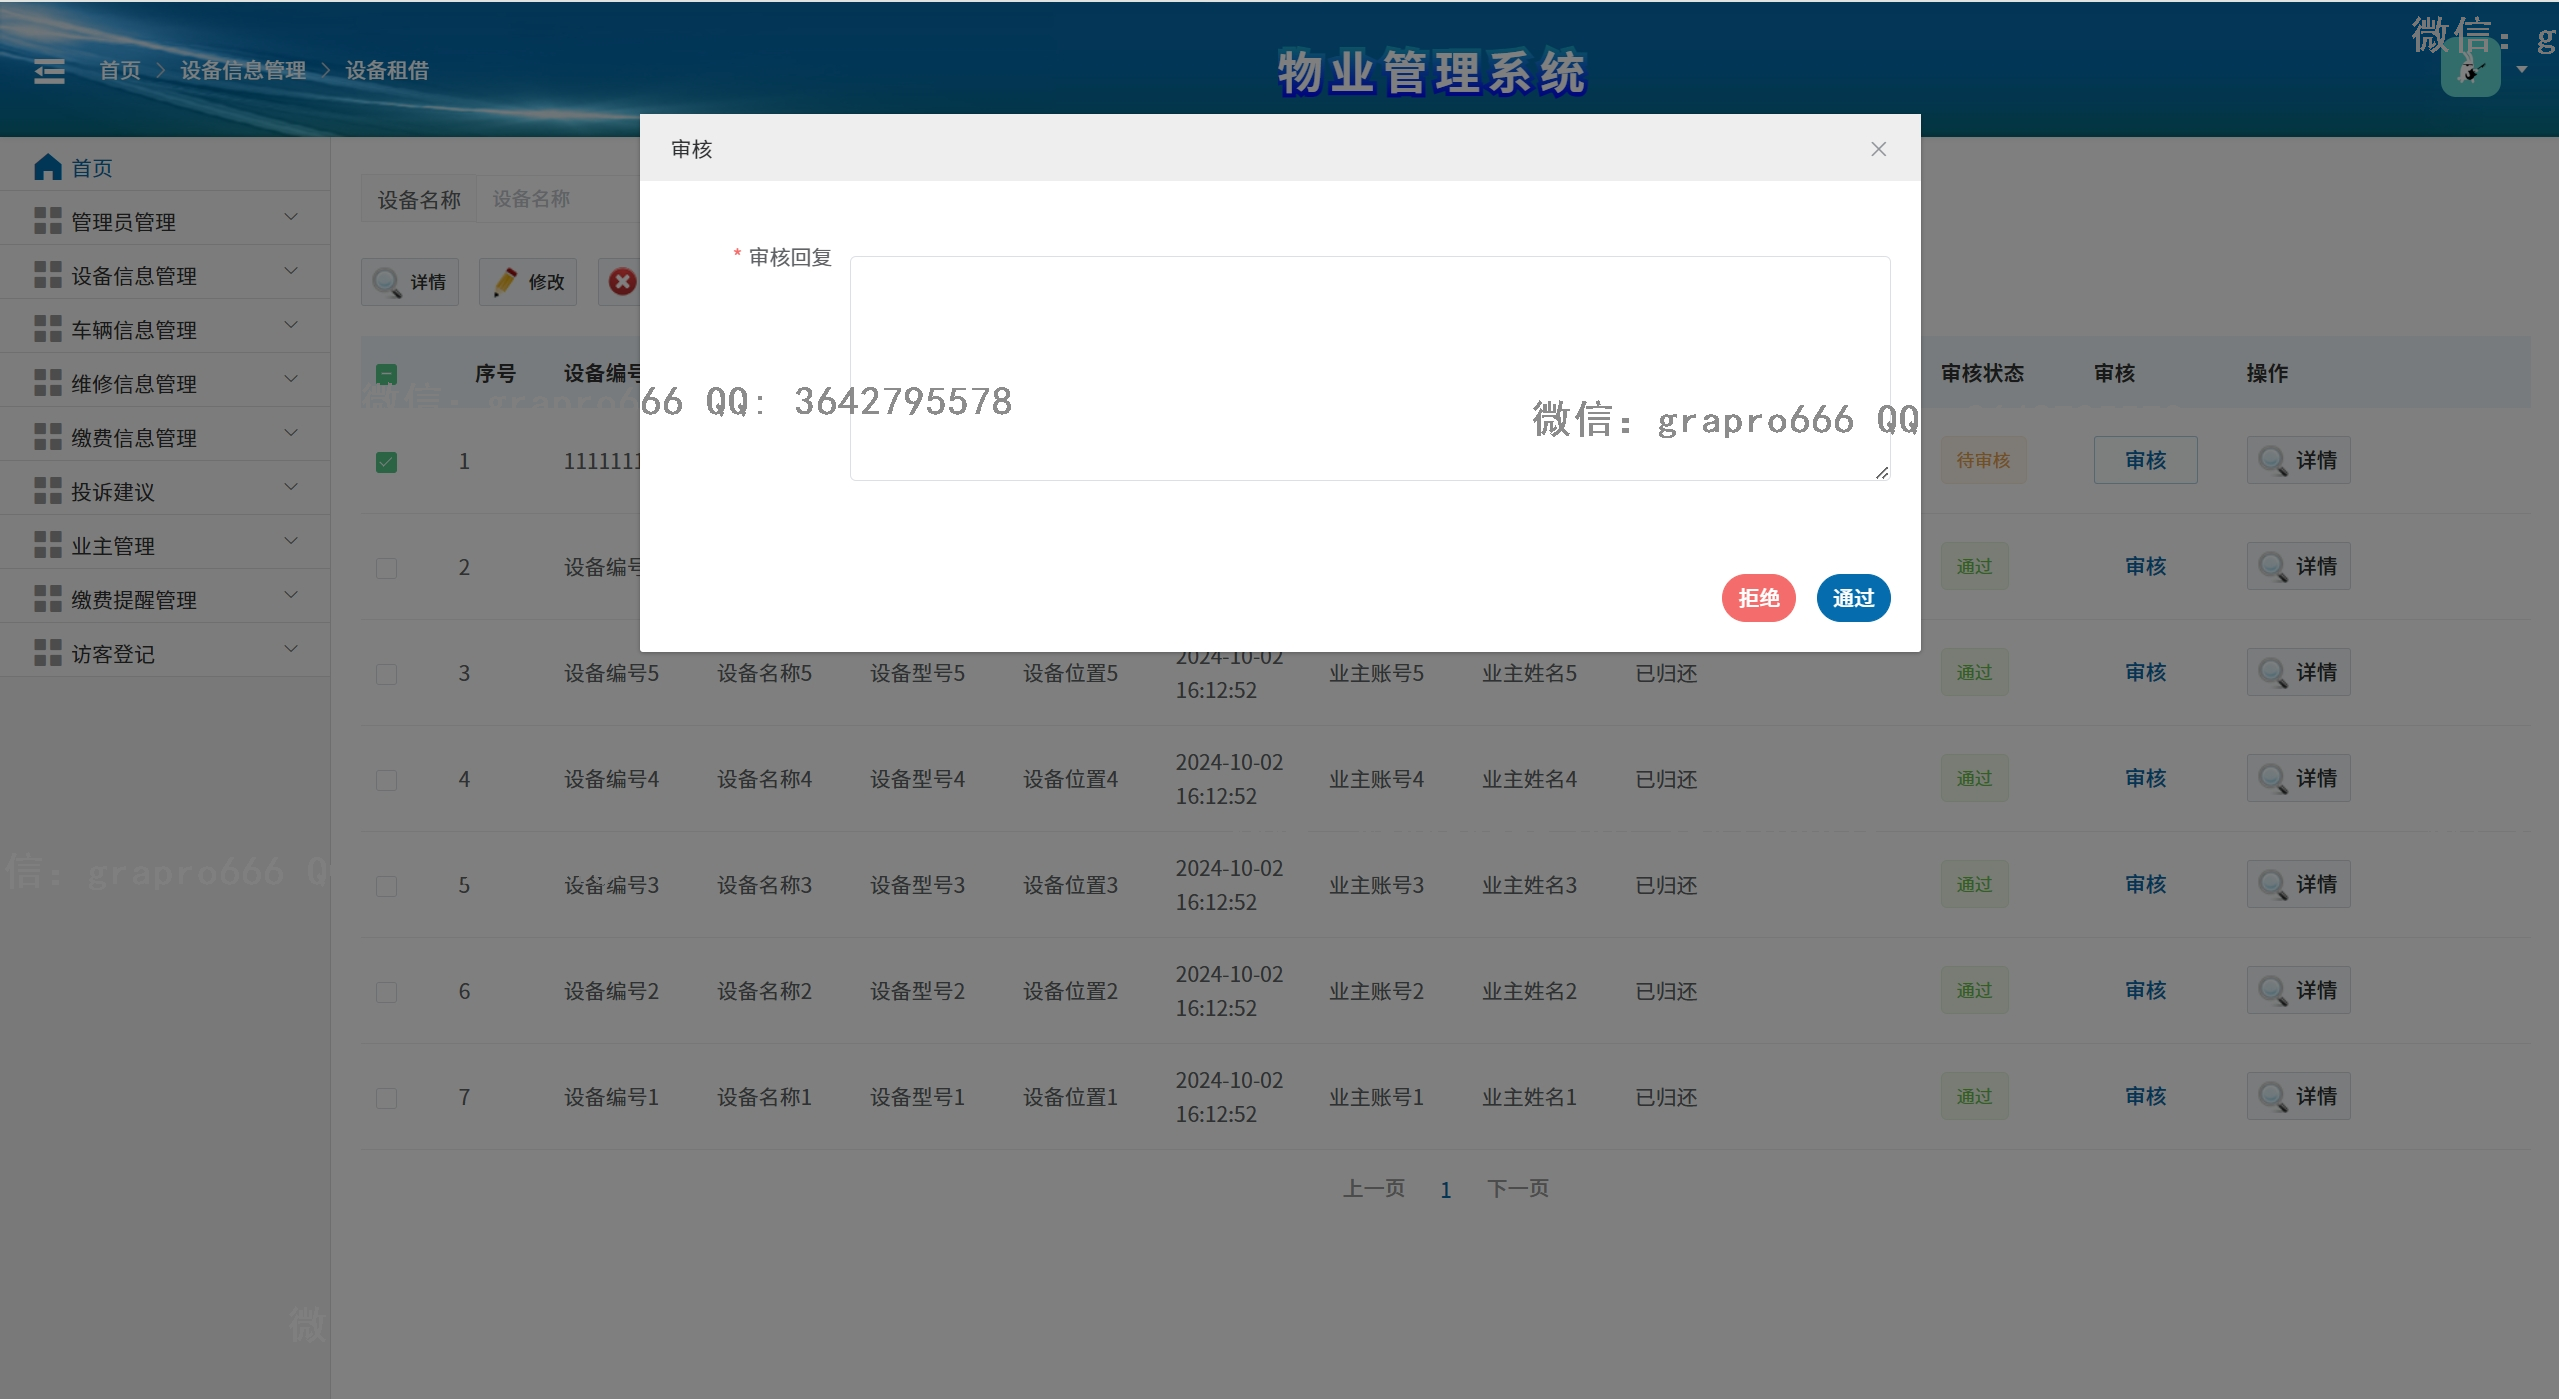 微信: g
首页 > 设备信息管理 > 设备租借
物业管理系统
首页
管理员管理
设备信息管理
车辆信息管理
维修信息管理
缴费信息管理
投诉建议
业主管理
缴费提醒管理
访客登记
设备名称 设备名称
详情 修改
审核
* 审核回复
拒绝 通过
微信: grapro666 QQ: 3642795578
微信: grapro666 QQ
序号 设备编号 审核状态 审核 操作
1 1111111 待审核 审核 详情
2 设备编号 通过 审核 详情
3 设备编号5 设备名称5 设备型号5 设备位置5 2024-10-02 16:12:52 业主账号5 业主姓名5 已归还 通过 审核 详情
4 设备编号4 设备名称4 设备型号4 设备位置4 2024-10-02 16:12:52 业主账号4 业主姓名4 已归还 通过 审核 详情
5 设备编号3 设备名称3 设备型号3 设备位置3 2024-10-02 16:12:52 业主账号3 业主姓名3 已归还 通过 审核 详情
6 设备编号2 设备名称2 设备型号2 设备位置2 2024-10-02 16:12:52 业主账号2 业主姓名2 已归还 通过 审核 详情
7 设备编号1 设备名称1 设备型号1 设备位置1 2024-10-02 16:12:52 业主账号1 业主姓名1 已归还 通过 审核 详情
信: grapro666 Q
上一页 1 下一页
微